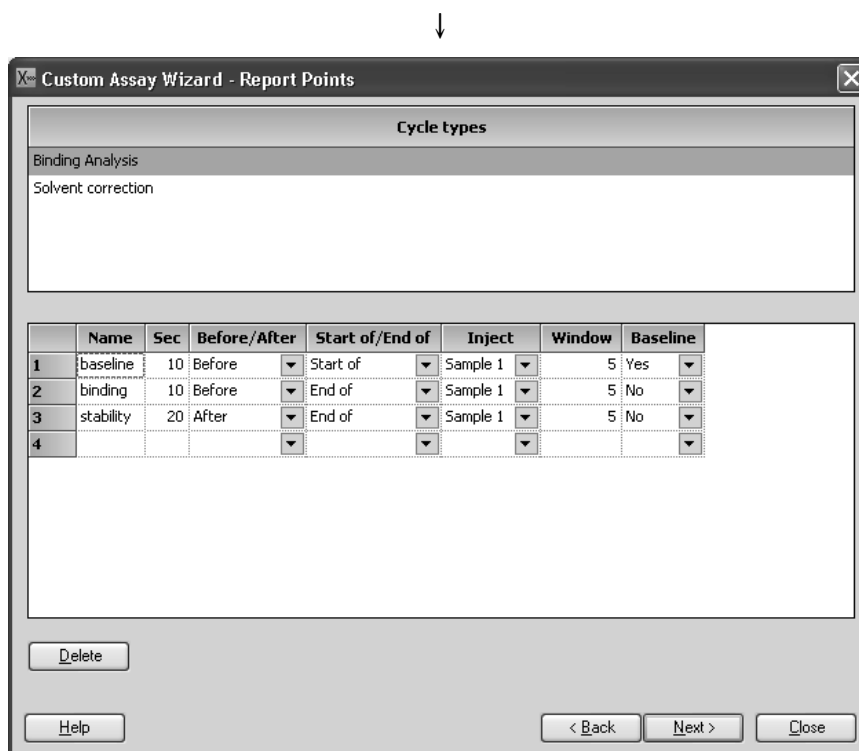 ↓
Custom Assay Wizard - Report Points
Cycle types
Binding Analysis
Solvent correction
Name Sec Before/After Start of/End of Inject Window Baseline
1 baseline 10 Before Start of Sample 1 5 Yes
2 binding 10 Before End of Sample 1 5 No
3 stability 20 After End of Sample 1 5 No
4
Delete
Help < Back Next > Close